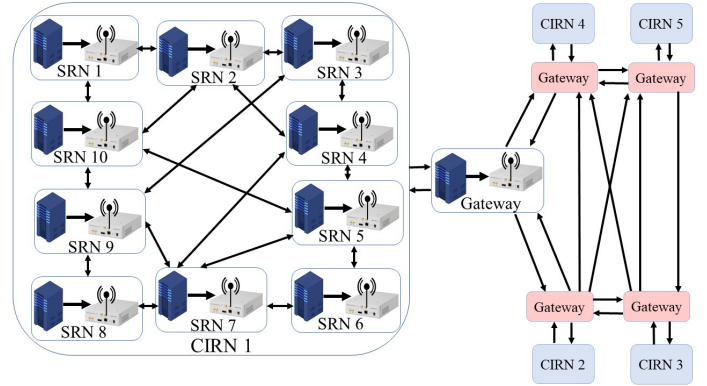 SRN 1
SRN 2
SRN 3
SRN 10
SRN 4
SRN 9
SRN 5
SRN 8
SRN 7
SRN 6
CIRN 1
Gateway
CIRN 4
CIRN 5
Gateway
Gateway
Gateway
Gateway
CIRN 2
CIRN 3